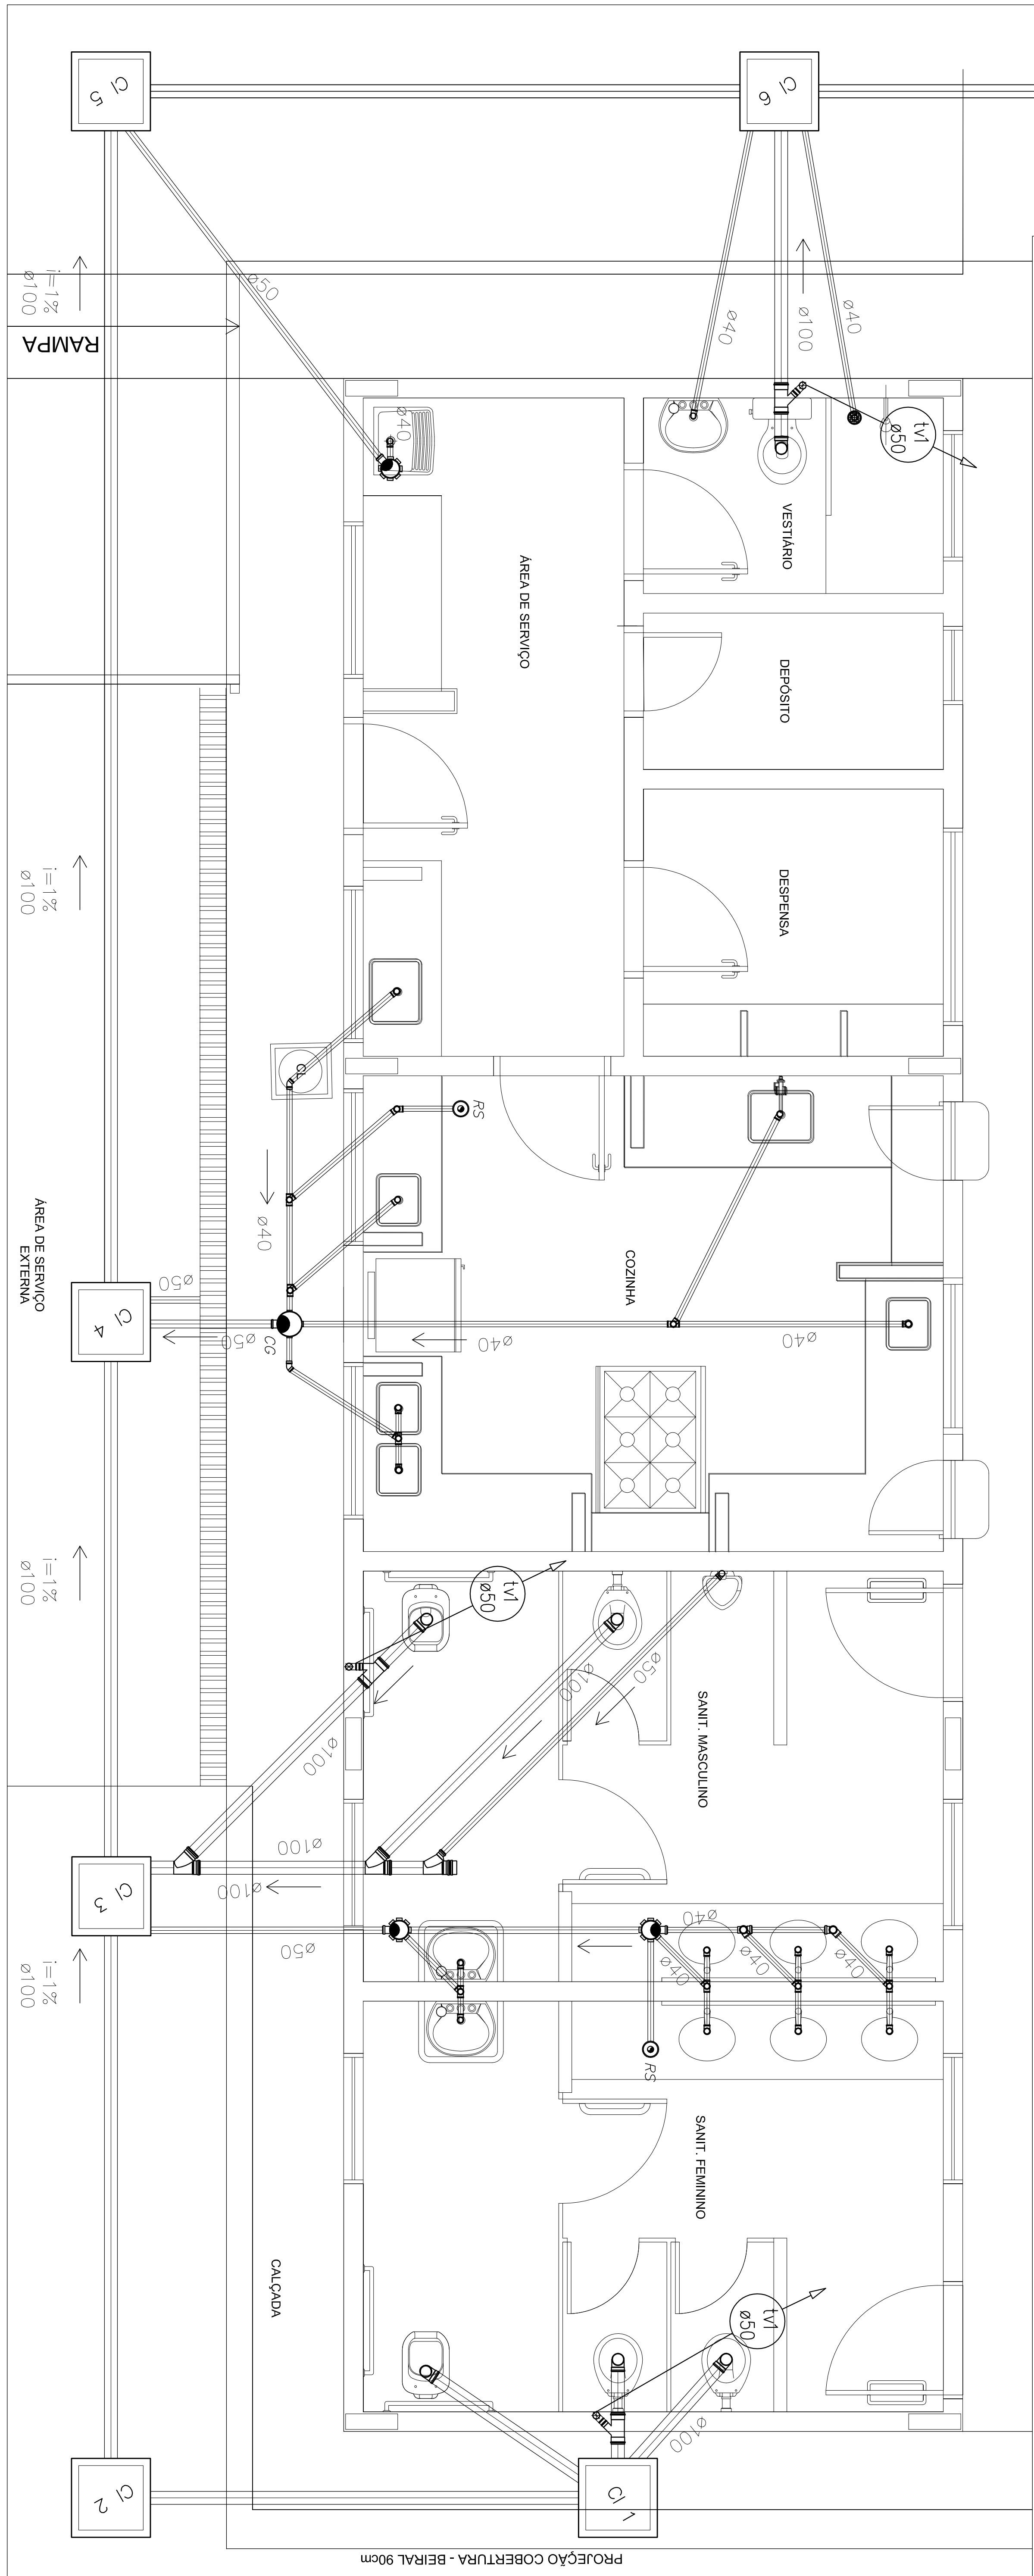 CI 5
CI 6
i=1%
ø100
RAMPA
ø50
ø40
ø100
ø40
ø40
tv1
ø50
VESTIÁRIO
ÁREA DE SERVIÇO
DEPÓSITO
DESPENSA
i=1%
ø100
CL
RS
ø40
ÁREA DE SERVIÇO
EXTERNA
COZINHA
CI 4
ø50
ø50
CG
ø40
ø40
i=1%
ø100
tv1
ø50
ø100
ø50
SANIT. MASCULINO
ø100
ø100
ø100
CI 3
ø50
ø40
ø40
ø40
ø40
i=1%
ø100
RS
SANIT. FEMININO
CALÇADA
tv1
ø50
ø100
CI 2
CI 1
PROJEÇÃO COBERTURA - BEIRAL 90cm